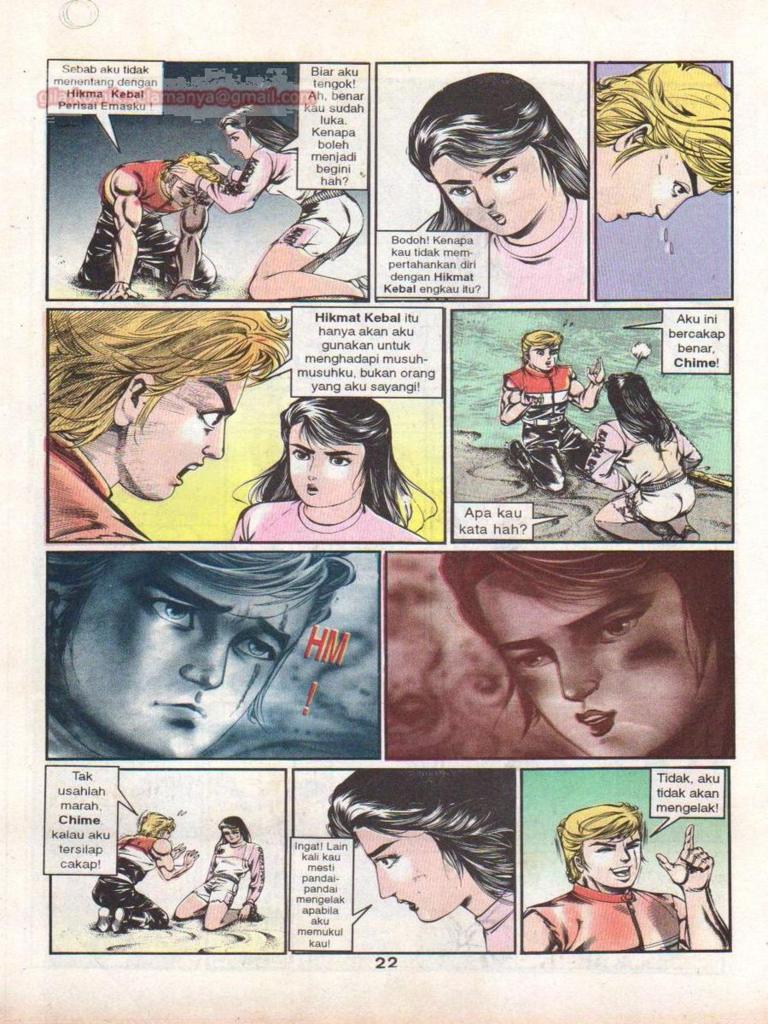 Sebab aku tidak
menentang dengan
Hikma Kebal
Perisai Emasku !
Biar aku
tengok!
Ah, benar
kau sudah
luka.
Kenapa
boleh
menjadi
begini
hah?
Bodoh! Kenapa
kau tidak mem-
pertahankan diri
dengan Hikmat
Kebal engkau itu?
Hikmat Kebal itu
hanya akan aku
gunakan untuk
menghadapi musuh-
musuhku, bukan orang
yang aku sayangi!
Aku ini
bercakap
benar,
Chime!
Apa kau
kata hah?
HM
!
Tak
usahlah
marah,
Chime
kalau aku
tersilap
cakap!
Ingat! Lain
kali kau
mesti
pandai-
pandai
mengelak
apabila
aku
memukul
kau!
Tidak, aku
tidak akan
mengelak!
22